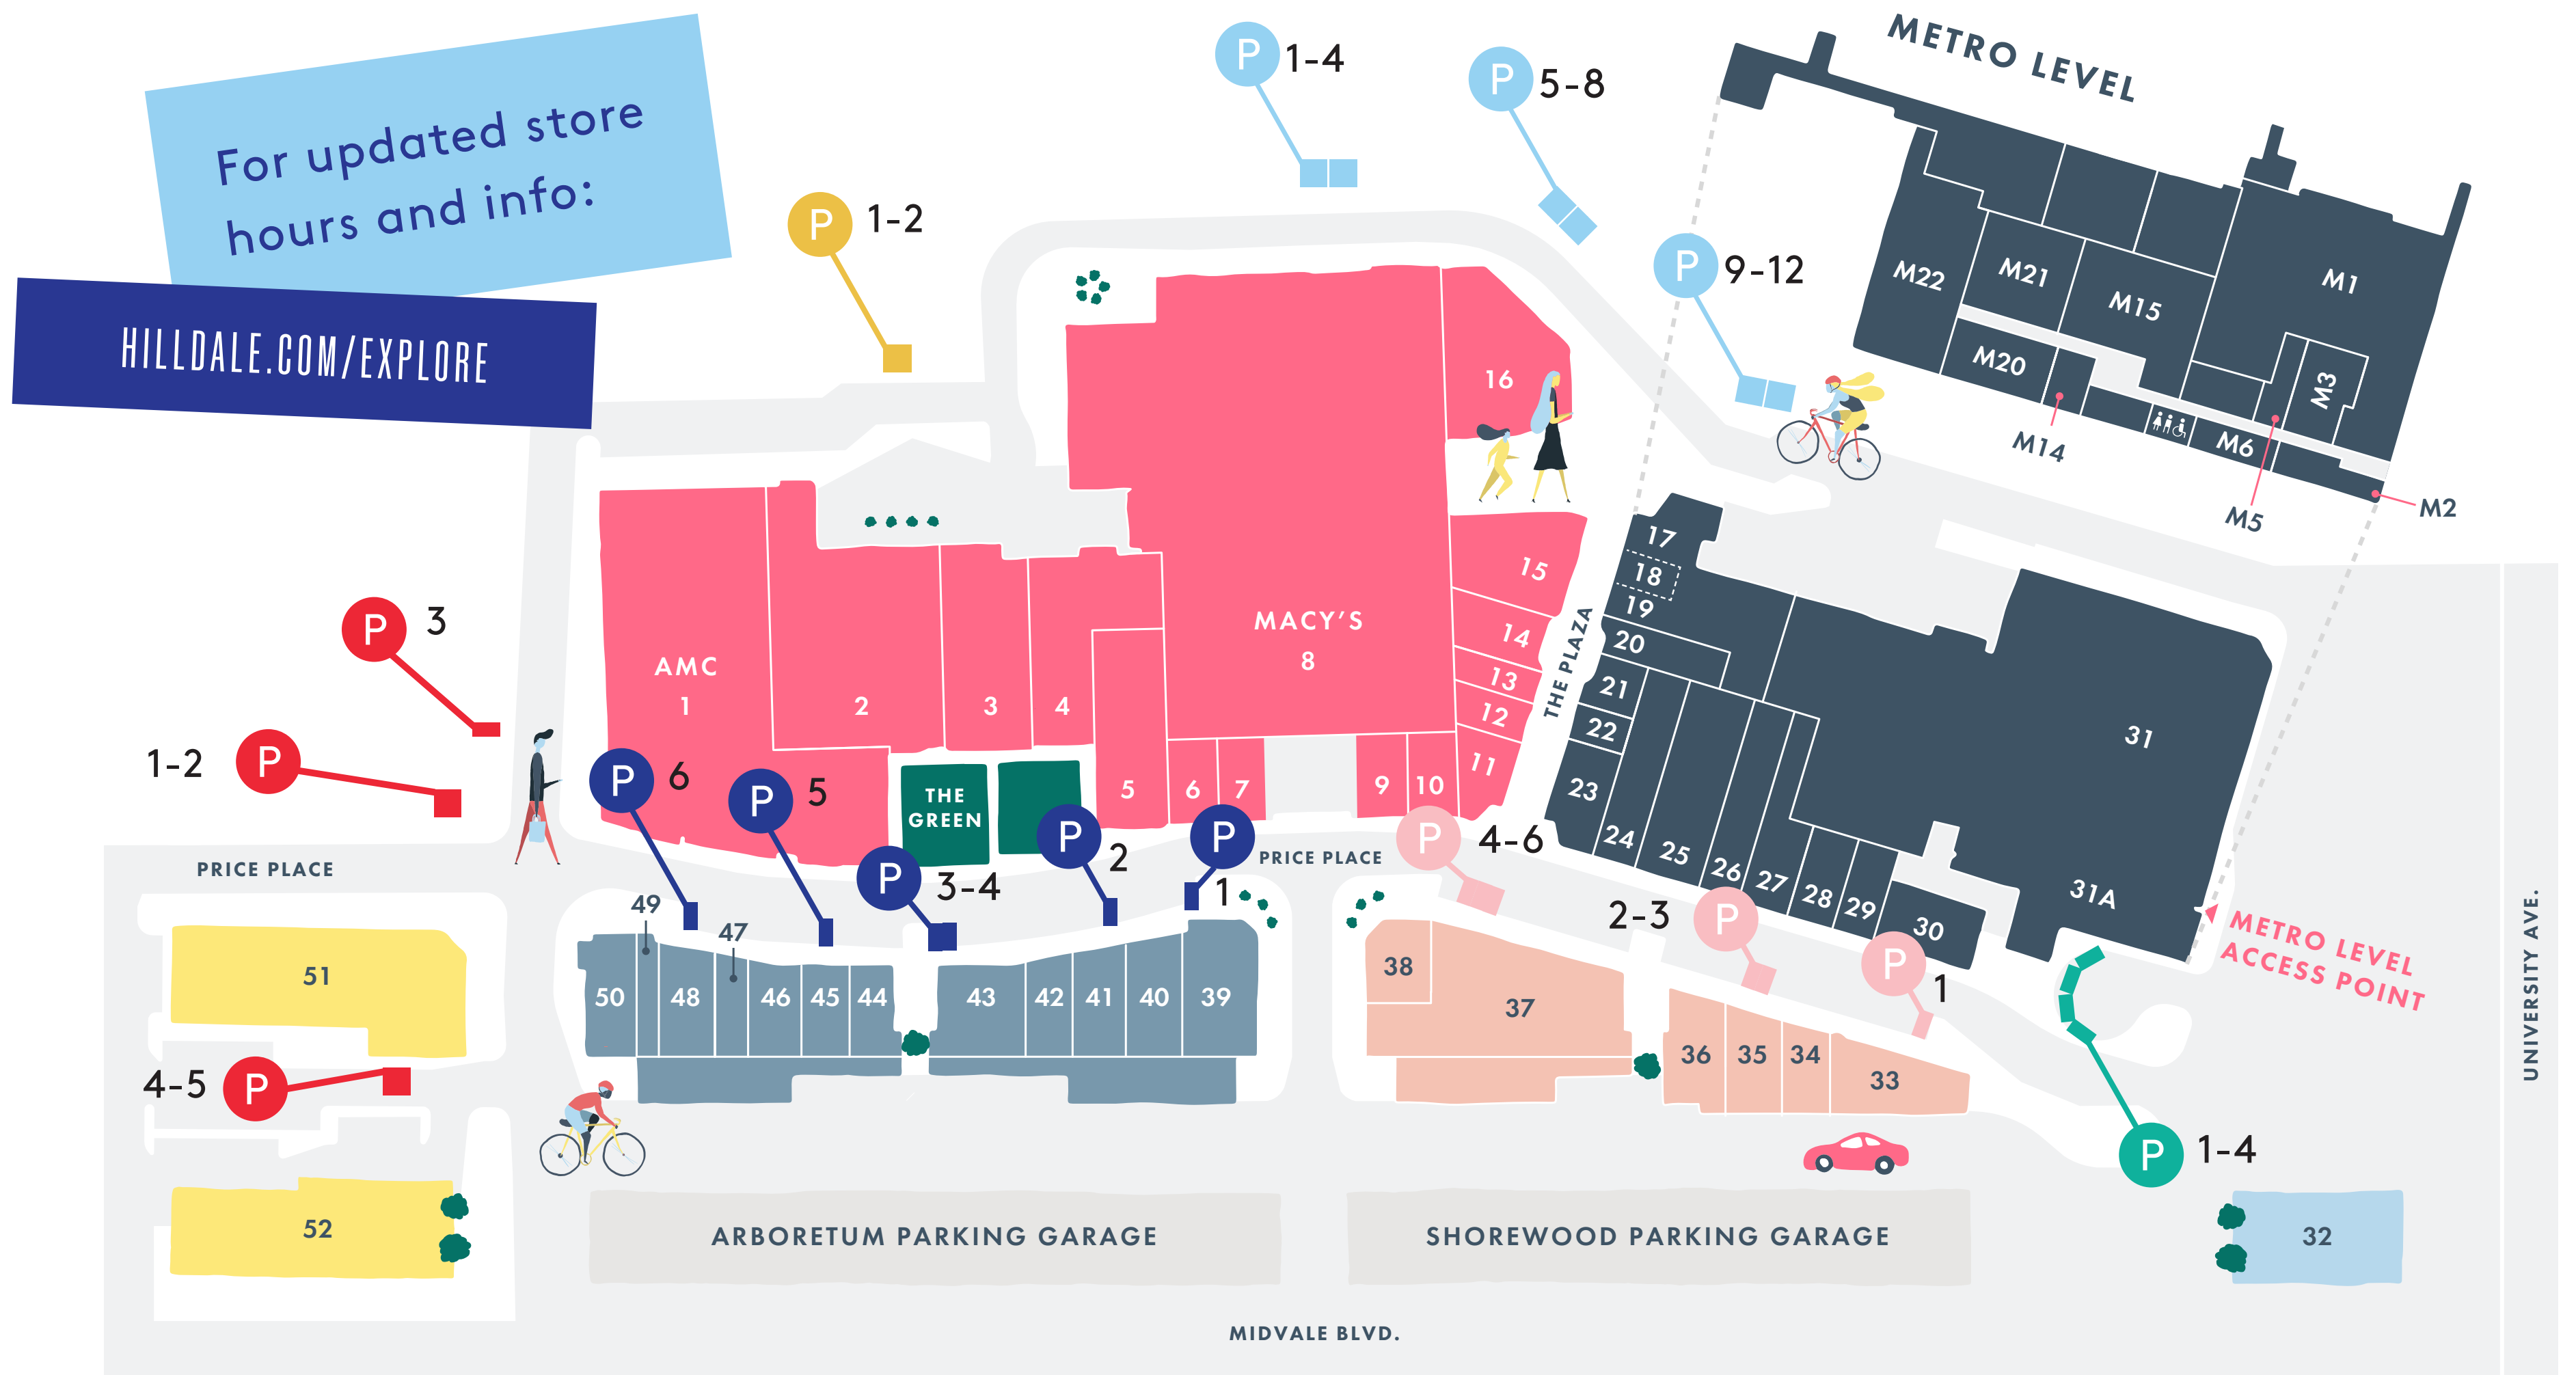 For updated store
hours and info:
HILLDALE.COM/EXPLORE
METRO LEVEL
P 1-4
P 5-8
P 1-2
P 9-12
M22
M21
M15
M1
M20
M3
M14
M6
M5
M2
16
15
14
13
12
11
THE PLAZA
17
18
19
20
21
22
23
24
25
26
27
28
29
30
31
31A
METRO LEVEL
ACCESS POINT
UNIVERSITY AVE.
P 3
1-2 P
AMC
1
2
3
4
MACY'S
8
5
6
7
9
10
THE
GREEN
P 6
P 5
P 3-4
P 2
P 1
PRICE PLACE
PRICE PLACE
P 4-6
2-3 P
P 1
P 1-4
51
4-5 P
52
49
47
50
48
46
45
44
43
42
41
40
39
38
37
36
35
34
33
32
ARBORETUM PARKING GARAGE
SHOREWOOD PARKING GARAGE
MIDVALE BLVD.